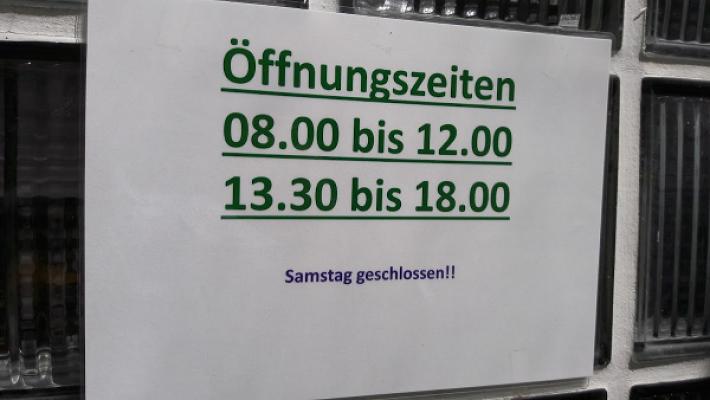 Öffnungszeiten
08.00 bis 12.00
13.30 bis 18.00
Samstag geschlossen!!